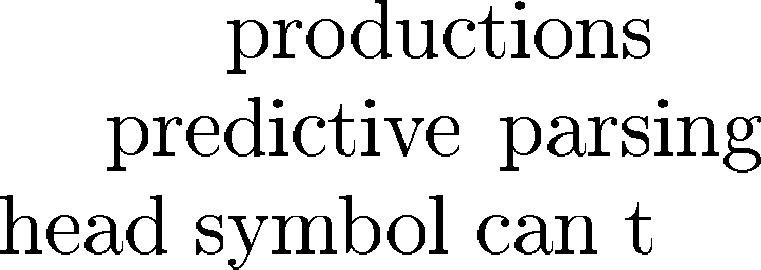 productions
predictive parsing
head symbol can t